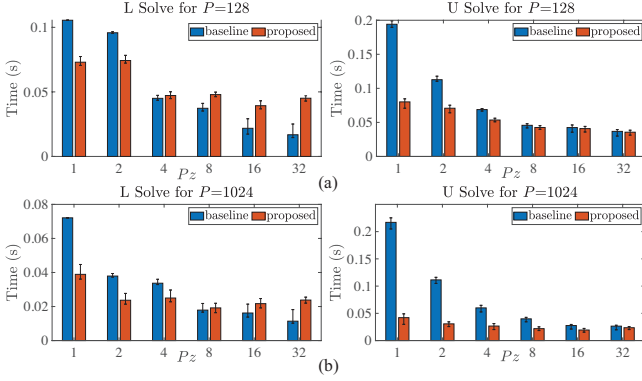 L Solve for P=128
0.1
0.05
0
Time (s)
baseline proposed
1 2 4 8 16 32
Pz
U Solve for P=128
0.2
0.15
0.1
0.05
0
Time (s)
baseline proposed
1 2 4 8 16 32
Pz
(a)
L Solve for P=1024
0.08
0.06
0.04
0.02
0
Time (s)
baseline proposed
1 2 4 8 16 32
Pz
U Solve for P=1024
0.2
0.15
0.1
0.05
0
Time (s)
baseline proposed
1 2 4 8 16 32
Pz
(b)